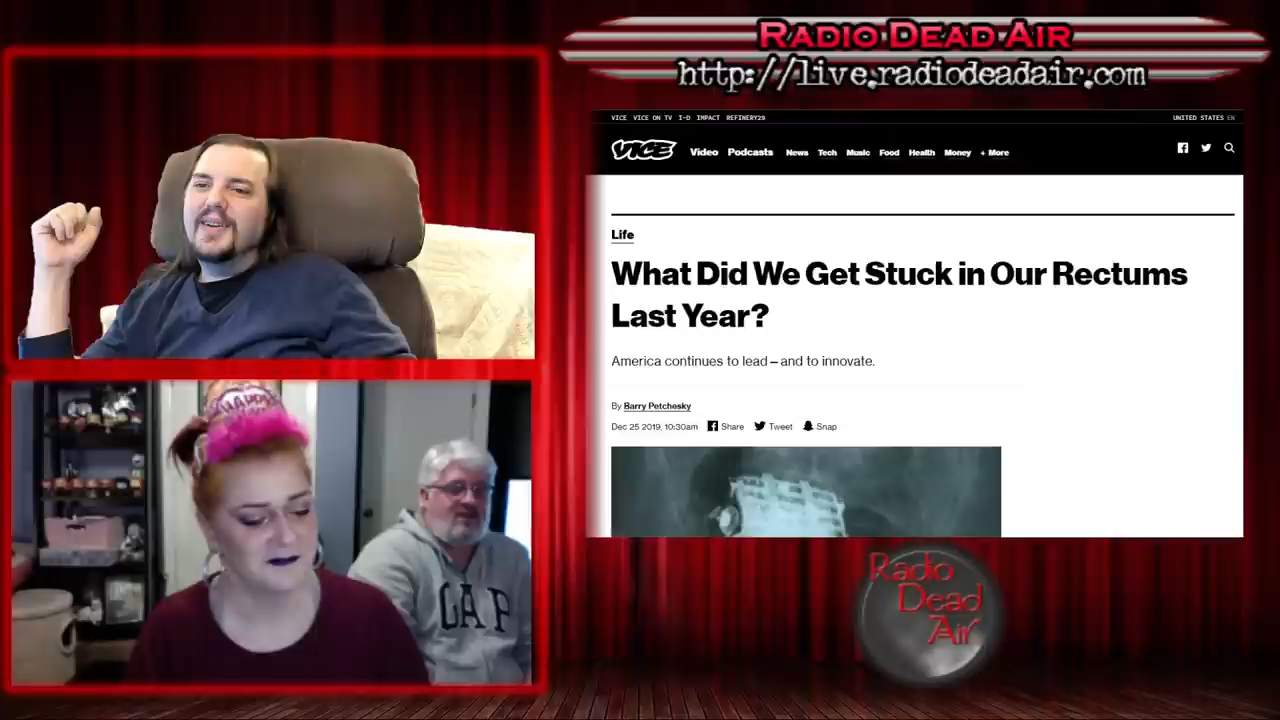 RADIO DEAD AIR
http://live.radiodeadair.com
VICE VICE ON TV I-D IMPACT REFINERY29 UNITED STATES EN
VICE Video Podcasts News Tech Music Food Health Money + More
Life
What Did We Get Stuck in Our Rectums
Last Year?
America continues to lead—and to innovate.
By Barry Petchesky
Dec 25 2019, 10:30am Share Tweet Snap
HAPPY
GAP
Radio
Dead
Air